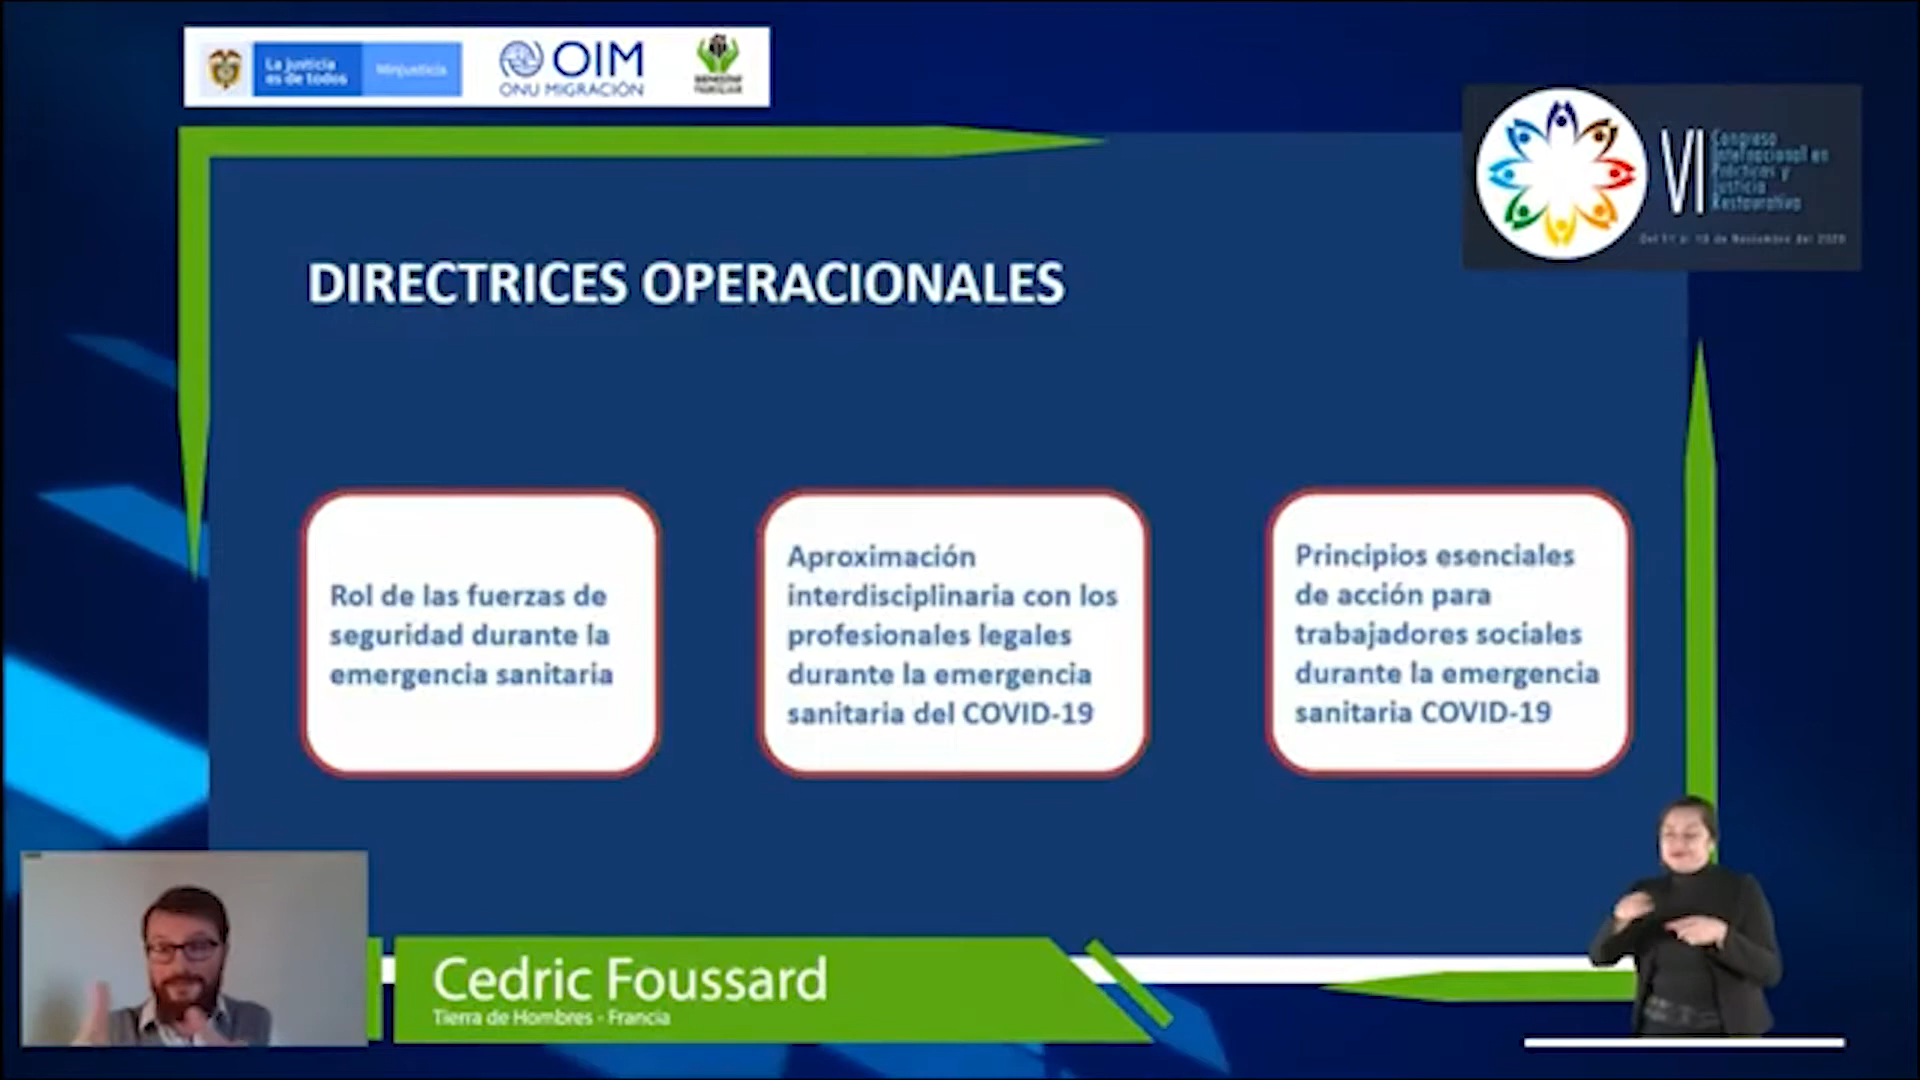 La justicia
es de todos
Minjusticia
OIM
ONU MIGRACIÓN
BIENESTAR
FAMILIAR
VI
Congreso
Internacional en
Prácticas y
Justicia
Restaurativa
DIRECTRICES OPERACIONALES
Rol de las fuerzas de
seguridad durante la
emergencia sanitaria
Aproximación
interdisciplinaria con los
profesionales legales
durante la emergencia
sanitaria del COVID-19
Principios esenciales
de acción para
trabajadores sociales
durante la emergencia
sanitaria COVID-19
Cedric Foussard
Tierra de Hombres - Francia